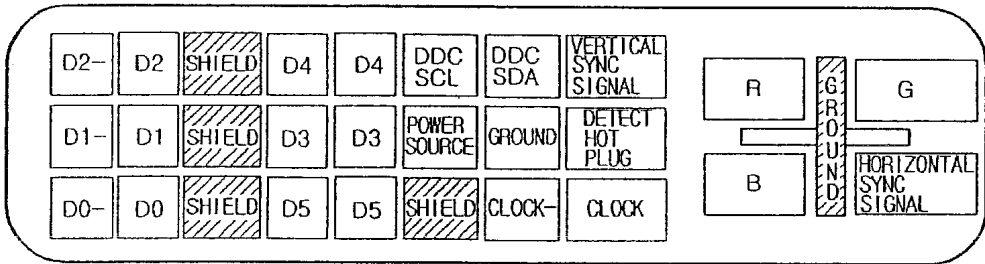 D2- D2 SHIELD D4 D4 DDC SCL DDC SDA VERTICAL SYNC SIGNAL
D1- D1 SHIELD D3 D3 POWER SOURCE GROUND DETECT HOT PLUG
D0- D0 SHIELD D5 D5 SHIELD CLOCK- CLOCK
R GROUND G
B HORIZONTAL SYNC SIGNAL